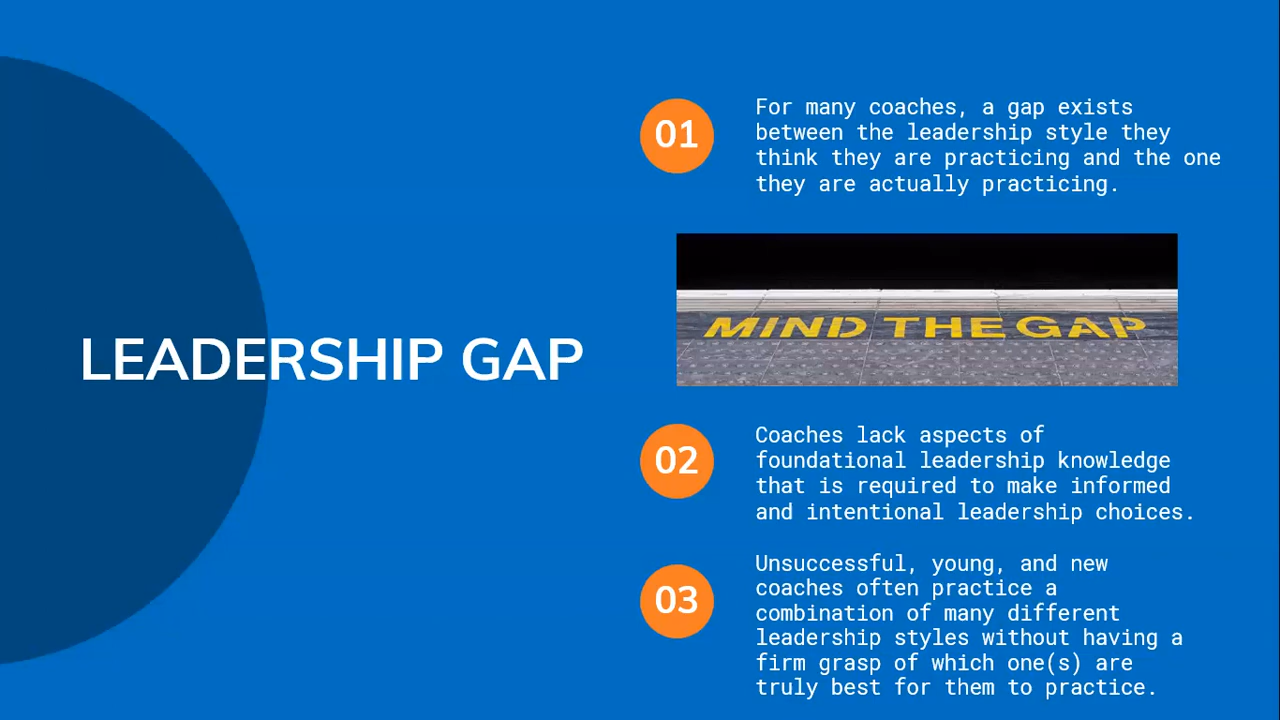 LEADERSHIP GAP
01
For many coaches, a gap exists
between the leadership style they
think they are practicing and the one
they are actually practicing.
MIND THE GAP
02
Coaches lack aspects of
foundational leadership knowledge
that is required to make informed
and intentional leadership choices.
03
Unsuccessful, young, and new
coaches often practice a
combination of many different
leadership styles without having a
firm grasp of which one(s) are
truly best for them to practice.